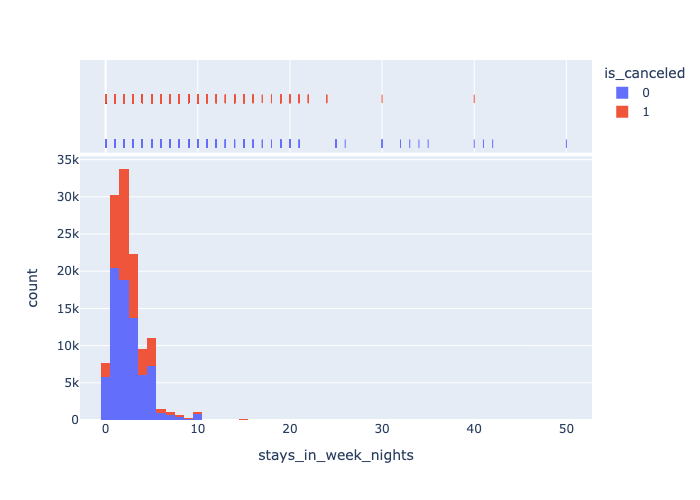 is_canceled
0
1
35k
30k
25k
20k
15k
10k
5k
0
count
0 10 20 30 40 50
stays_in_week_nights